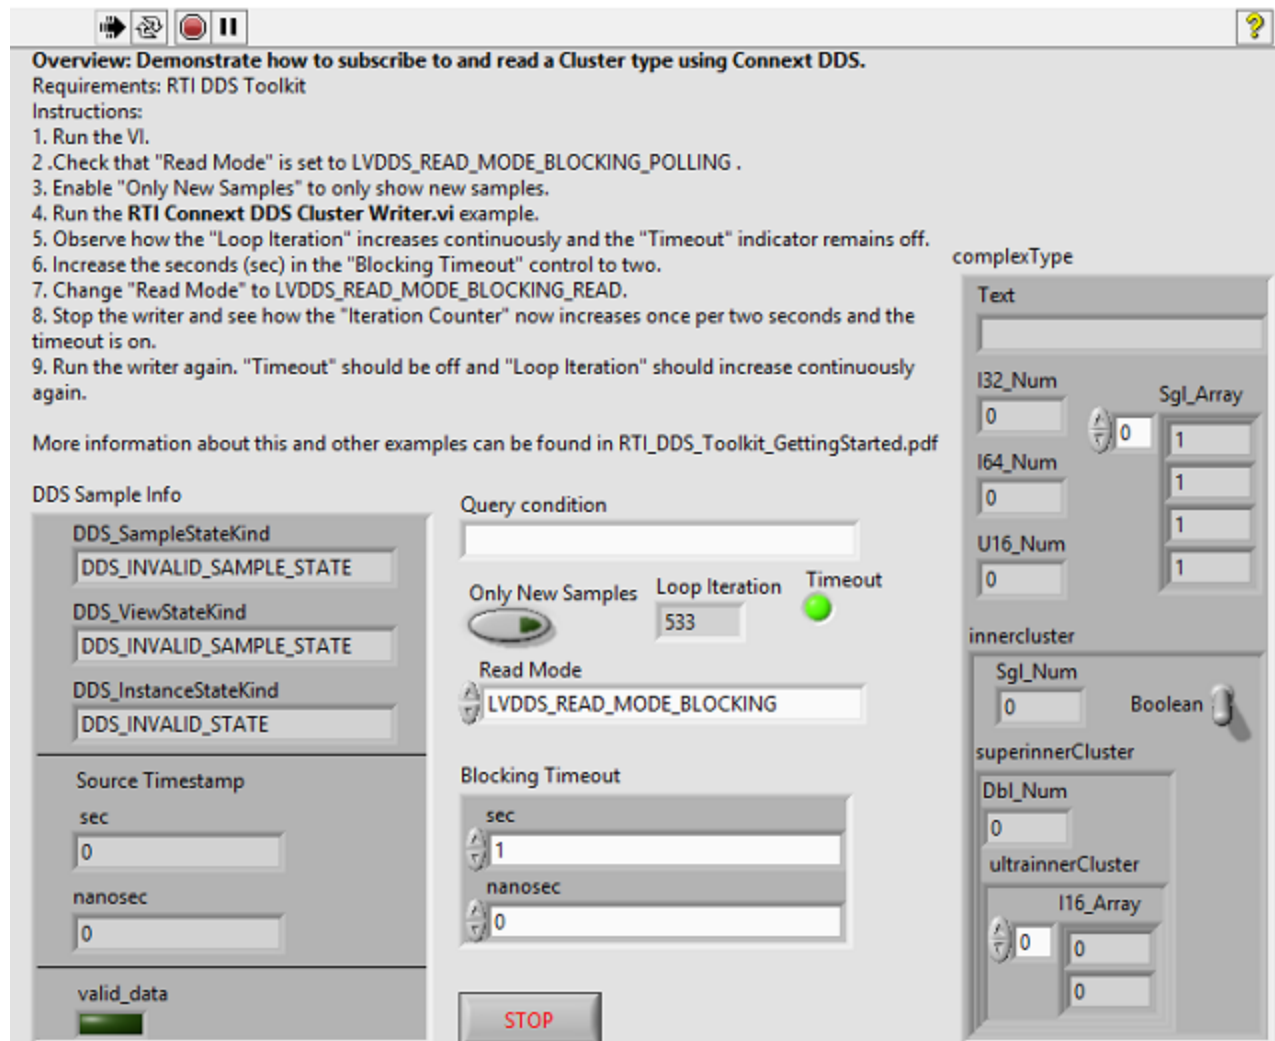 Overview: Demonstrate how to subscribe to and read a Cluster type using Connext DDS.
Requirements: RTI DDS Toolkit
Instructions:
1. Run the VI.
2 .Check that "Read Mode" is set to LVDDS_READ_MODE_BLOCKING_POLLING .
3. Enable "Only New Samples" to only show new samples.
4. Run the RTI Connext DDS Cluster Writer.vi example.
5. Observe how the "Loop Iteration" increases continuously and the "Timeout" indicator remains off.
6. Increase the seconds (sec) in the "Blocking Timeout" control to two.
7. Change "Read Mode" to LVDDS_READ_MODE_BLOCKING_READ.
8. Stop the writer and see how the "Iteration Counter" now increases once per two seconds and the
timeout is on.
9. Run the writer again. "Timeout" should be off and "Loop Iteration" should increase continuously
again.
More information about this and other examples can be found in RTI_DDS_Toolkit_GettingStarted.pdf
DDS Sample Info
DDS_SampleStateKind
DDS_INVALID_SAMPLE_STATE
DDS_ViewStateKind
DDS_INVALID_SAMPLE_STATE
DDS_InstanceStateKind
DDS_INVALID_STATE
Source Timestamp
sec
0
nanosec
0
valid_data
Query condition
Only New Samples
Loop Iteration
533
Timeout
Read Mode
LVDDS_READ_MODE_BLOCKING
Blocking Timeout
sec
1
nanosec
0
STOP
complexType
Text
I32_Num
0
I64_Num
0
U16_Num
0
Sgl_Array
0
1
1
1
1
innercluster
Sgl_Num
0
Boolean
superinnerCluster
Dbl_Num
0
ultrainnerCluster
I16_Array
0
0
0
?